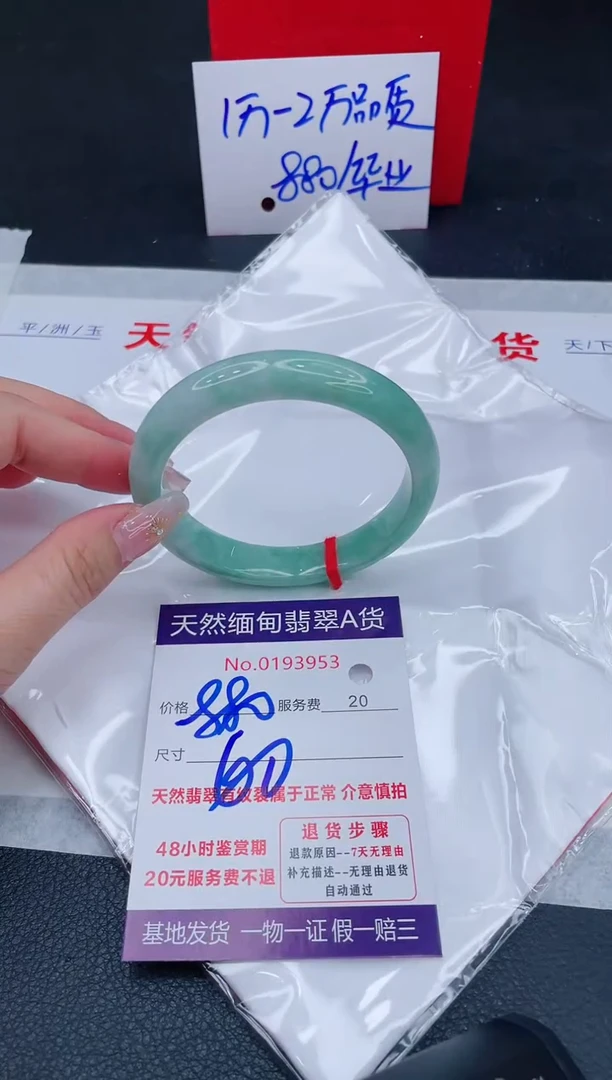 1万-2万品质
880/毕业
平/洲/玉
天
货
天/下
天然缅甸翡翠A货
No.0193953
价格 880 服务费 20
尺寸
天然翡翠有纹裂属于正常 介意慎拍
48小时鉴赏期
20元服务费不退
退货步骤
退款原因--7天无理由
补充描述--无理由退货
自动通过
基地发货 一物一证 假一赔三